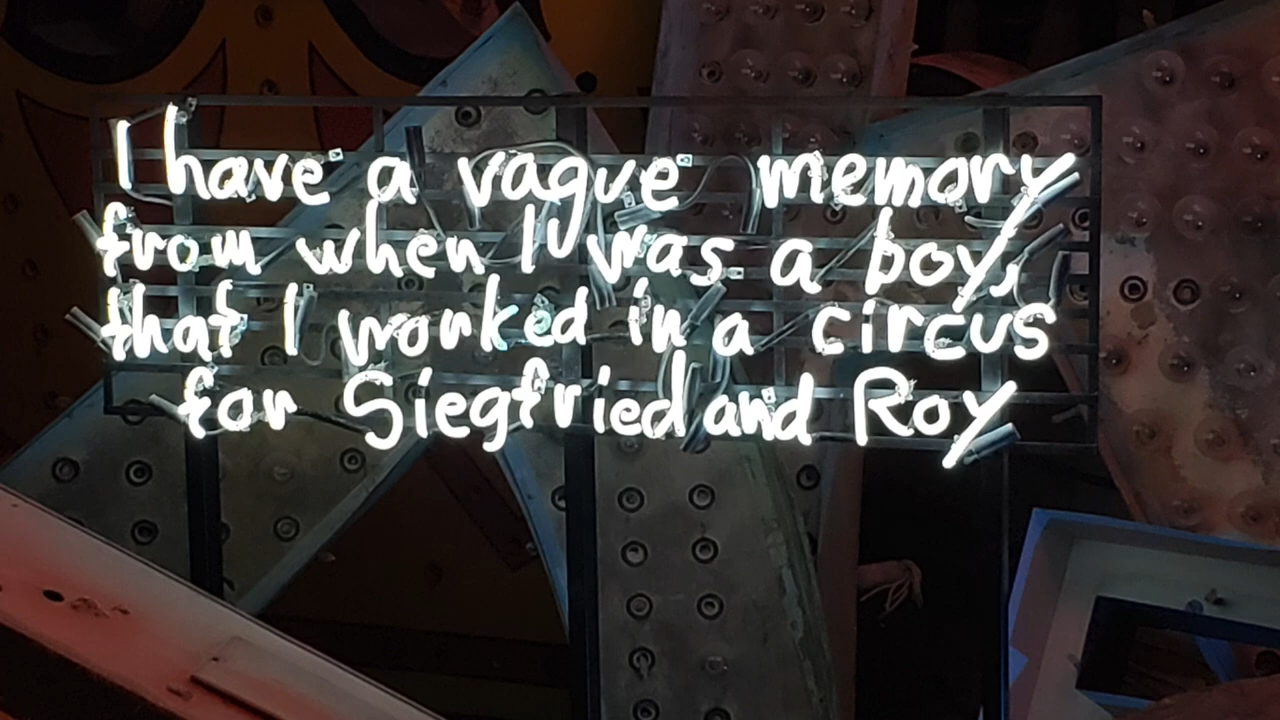 I have a vague memory
from when I was a boy,
that I worked in a circus
for Siegfried and Roy